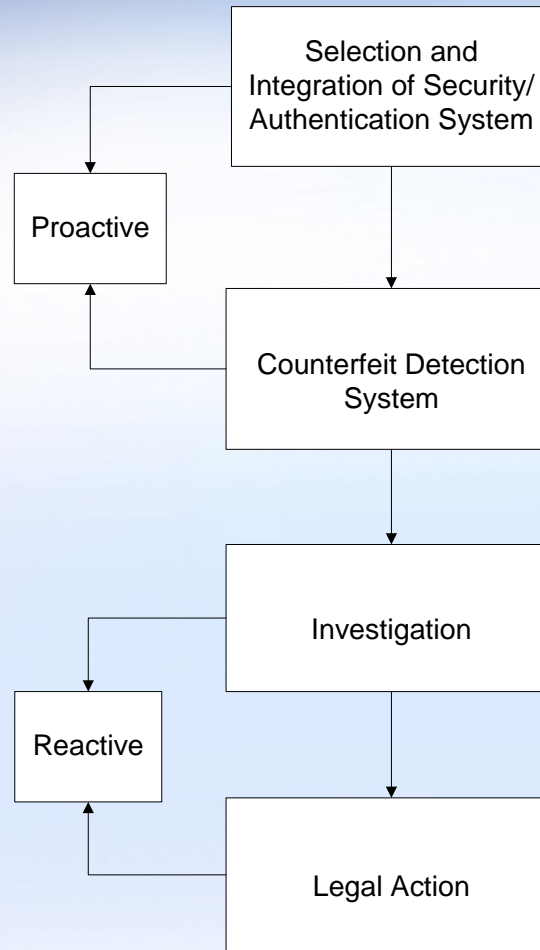 Selection and
Integration of Security/
Authentication System
Proactive
Counterfeit Detection
System
Investigation
Reactive
Legal Action